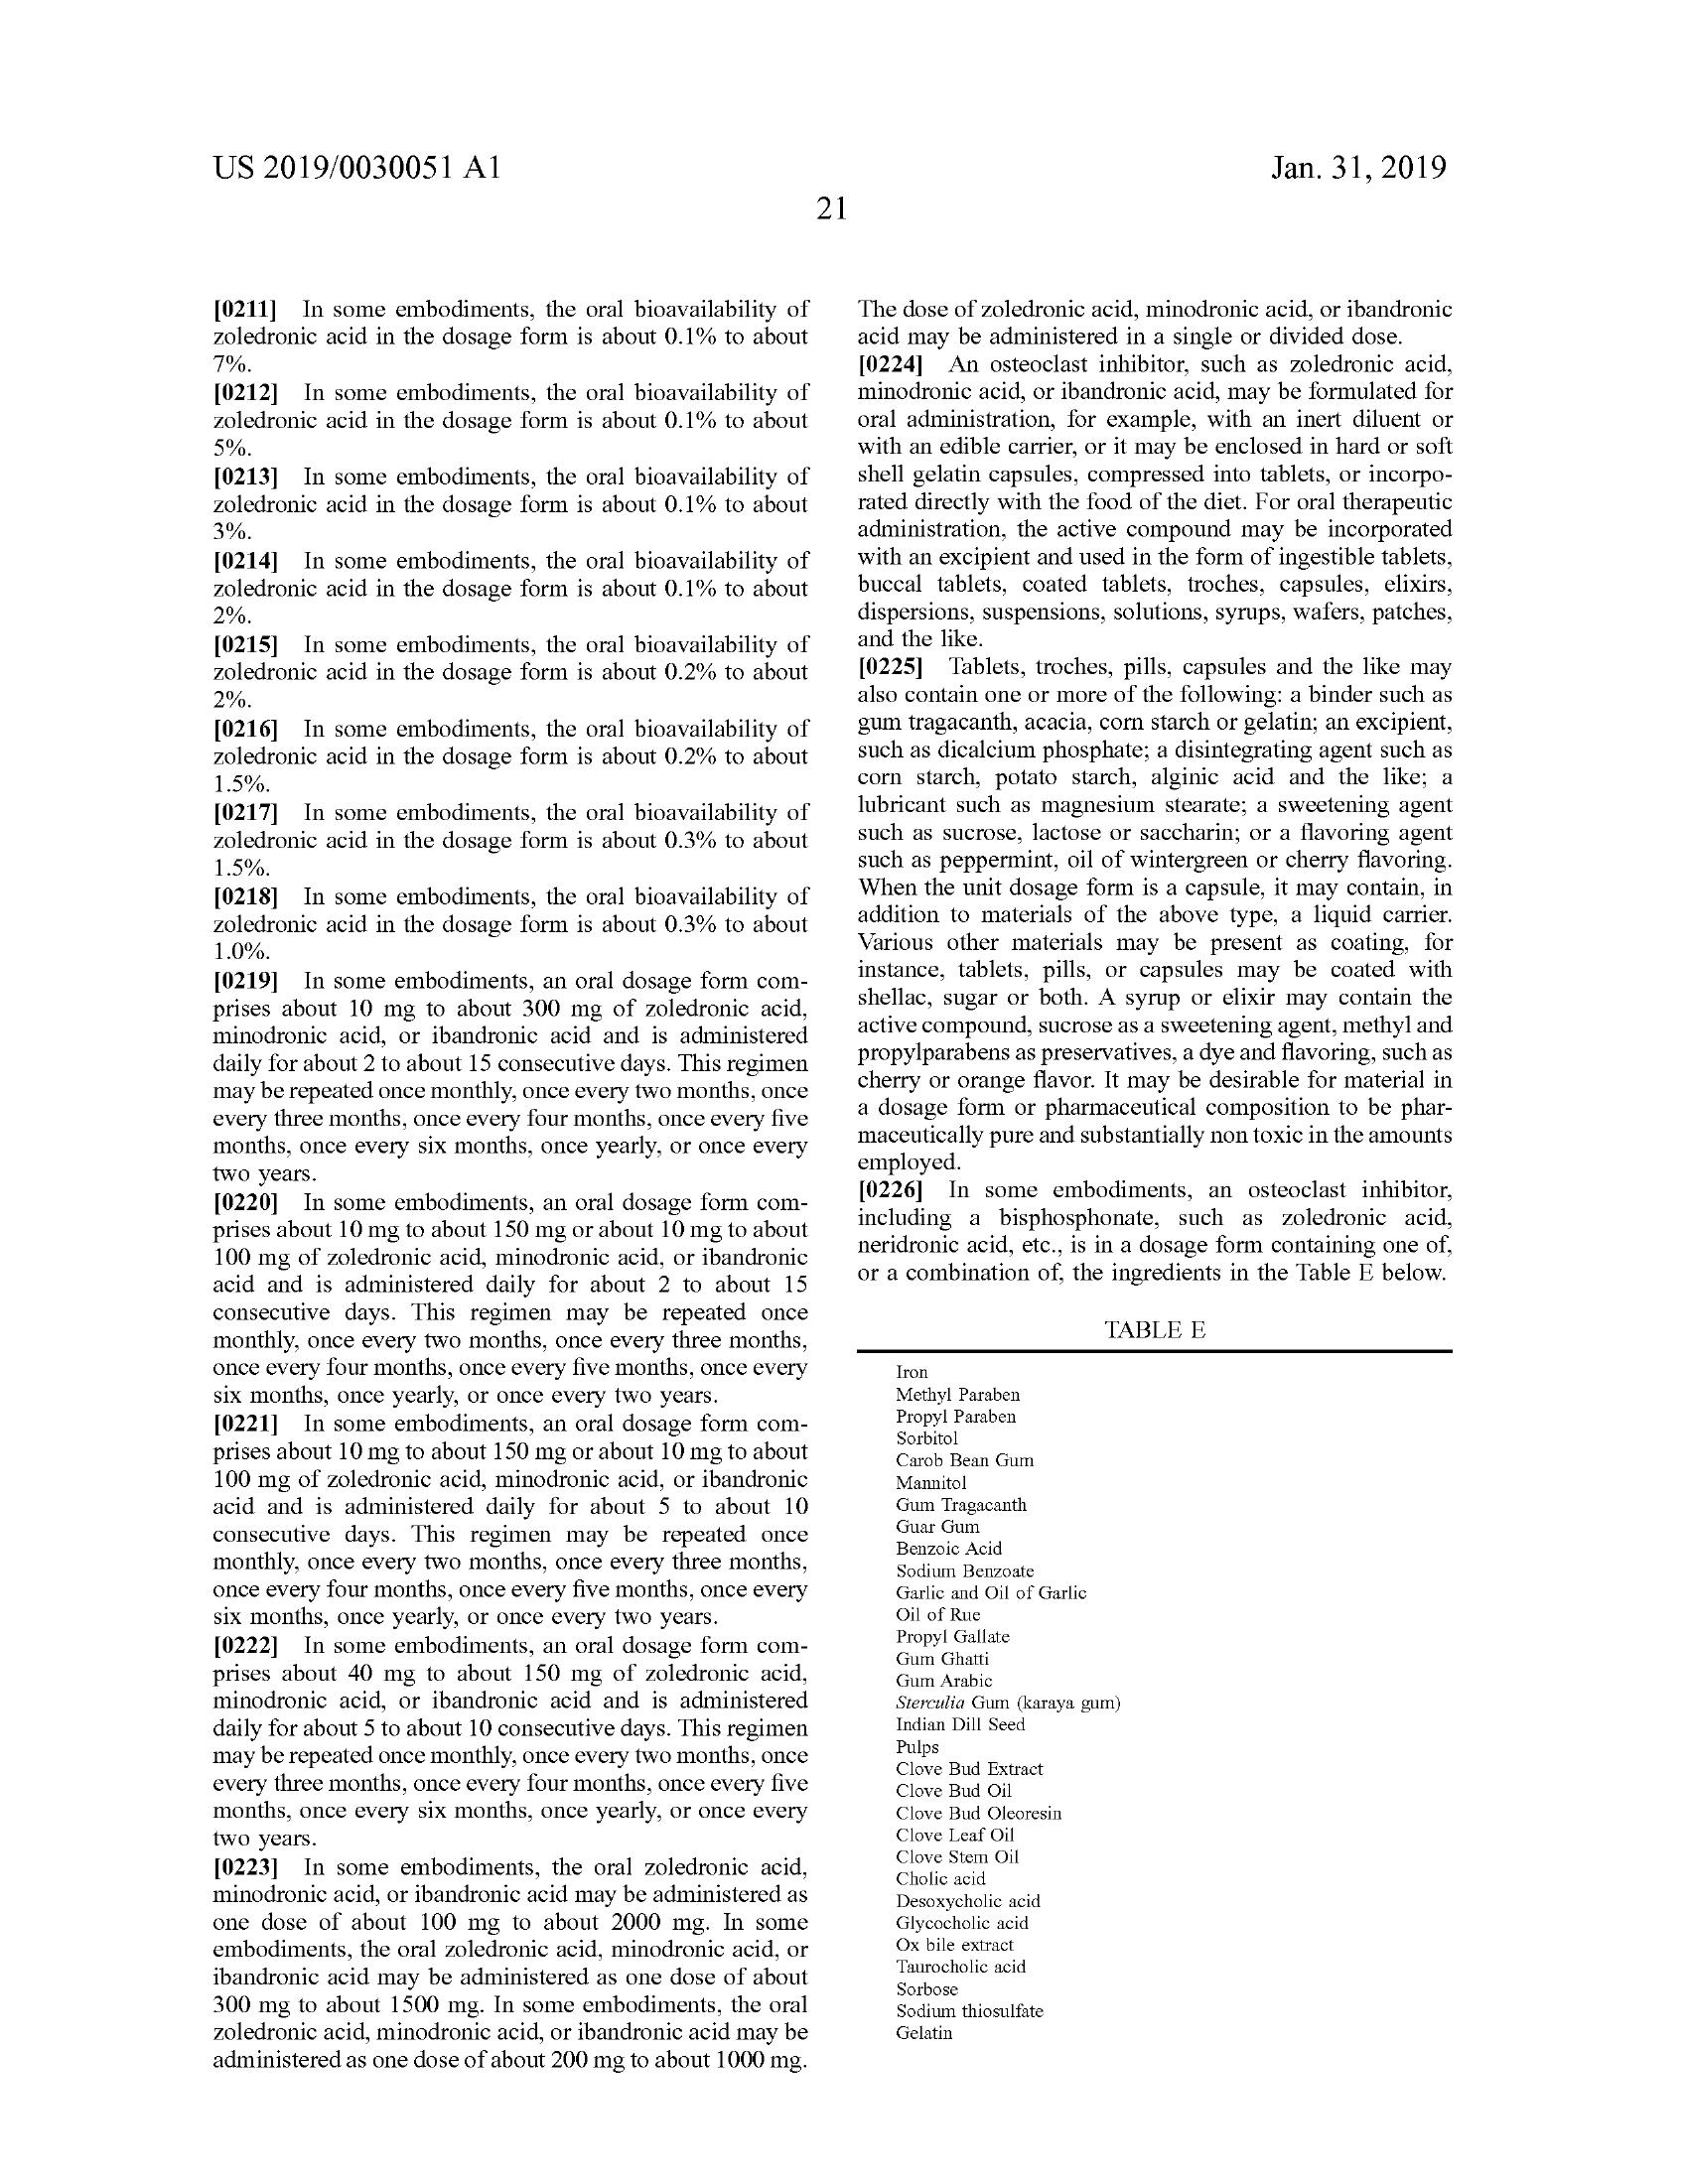 US 2019/0030051 A1
Jan. 31, 2019
21
[0211] In some embodiments, the oral bioavailability of
zoledronic acid in the dosage form is about 0.1% to about
7%.
[0212] In some embodiments, the oral bioavailability of
zoledronic acid in the dosage form is about 0.1% to about
5%.
[0213] In some embodiments, the oral bioavailability of
zoledronic acid in the dosage form is about 0.1% to about
3%.
[0214] In some embodiments, the oral bioavailability of
zoledronic acid in the dosage form is about 0.1% to about
2%.
[0215] In some embodiments, the oral bioavailability of
zoledronic acid in the dosage form is about 0.2% to about
2%.
[0216] In some embodiments, the oral bioavailability of
zoledronic acid in the dosage form is about 0.2% to about
1.5%.
[0217] In some embodiments, the oral bioavailability of
zoledronic acid in the dosage form is about 0.3% to about
1.5%.
[0218] In some embodiments, the oral bioavailability of
zoledronic acid in the dosage form is about 0.3% to about
1.0%.
[0219] In some embodiments, an oral dosage form com-
prises about 10 mg to about 300 mg of zoledronic acid,
minodronic acid, or ibandronic acid and is administered
daily for about 2 to about 15 consecutive days. This regimen
may be repeated once monthly, once every two months, once
every three months, once every four months, once every five
months, once every six months, once yearly, or once every
two years.
[0220] In some embodiments, an oral dosage form com-
prises about 10 mg to about 150 mg or about 10 mg to about
100 mg of zoledronic acid, minodronic acid, or ibandronic
acid and is administered daily for about 2 to about 15
consecutive days. This regimen may be repeated once
monthly, once every two months, once every three months,
once every four months, once every five months, once every
six months, once yearly, or once every two years.
[0221] In some embodiments, an oral dosage form com-
prises about 10 mg to about 150 mg or about 10 mg to about
100 mg of zoledronic acid, minodronic acid, or ibandronic
acid and is administered daily for about 5 to about 10
consecutive days. This regimen may be repeated once
monthly, once every two months, once every three months,
once every four months, once every five months, once every
six months, once yearly, or once every two years.
[0222] In some embodiments, an oral dosage form com-
prises about 40 mg to about 150 mg of zoledronic acid,
minodronic acid, or ibandronic acid and is administered
daily for about 5 to about 10 consecutive days. This regimen
may be repeated once monthly, once every two months, once
every three months, once every four months, once every five
months, once every six months, once yearly, or once every
two years.
[0223] In some embodiments, the oral zoledronic acid,
minodronic acid, or ibandronic acid may be administered as
one dose of about 100 mg to about 2000 mg. In some
embodiments, the oral zoledronic acid, minodronic acid, or
ibandronic acid may be administered as one dose of about
300 mg to about 1500 mg. In some embodiments, the oral
zoledronic acid, minodronic acid, or ibandronic acid may be
administered as one dose of about 200 mg to about 1000 mg.
The dose of zoledronic acid, minodronic acid, or ibandronic
acid may be administered in a single or divided dose.
[0224] An osteoclast inhibitor, such as zoledronic acid,
minodronic acid, or ibandronic acid, may be formulated for
oral administration, for example, with an inert diluent or
with an edible carrier, or it may be enclosed in hard or soft
shell gelatin capsules, compressed into tablets, or incorpo-
rated directly with the food of the diet. For oral therapeutic
administration, the active compound may be incorporated
with an excipient and used in the form of ingestible tablets,
buccal tablets, coated tablets, troches, capsules, elixirs,
dispersions, suspensions, solutions, syrups, wafers, patches,
and the like.
[0225] Tablets, troches, pills, capsules and the like may
also contain one or more of the following: a binder such as
gum tragacanth, acacia, corn starch or gelatin; an excipient,
such as dicalcium phosphate; a disintegrating agent such as
corn starch, potato starch, alginic acid and the like; a
lubricant such as magnesium stearate; a sweetening agent
such as sucrose, lactose or saccharin; or a flavoring agent
such as peppermint, oil of wintergreen or cherry flavoring.
When the unit dosage form is a capsule, it may contain, in
addition to materials of the above type, a liquid carrier.
Various other materials may be present as coating, for
instance, tablets, pills, or capsules may be coated with
shellac, sugar or both. A syrup or elixir may contain the
active compound, sucrose as a sweetening agent, methyl and
propylparabens as preservatives, a dye and flavoring, such as
cherry or orange flavor. It may be desirable for material in
a dosage form or pharmaceutical composition to be phar-
maceutically pure and substantially non toxic in the amounts
employed.
[0226] In some embodiments, an osteoclast inhibitor,
including a bisphosphonate, such as zoledronic acid,
neridronic acid, etc., is in a dosage form containing one of,
or a combination of, the ingredients in the Table E below.
TABLE E
Iron
Methyl Paraben
Propyl Paraben
Sorbitol
Carob Bean Gum
Mannitol
Gum Tragacanth
Guar Gum
Benzoic Acid
Sodium Benzoate
Garlic and Oil of Garlic
Oil of Rue
Propyl Gallate
Gum Ghatti
Gum Arabic
Sterculia Gum (karaya gum)
Indian Dill Seed
Pulps
Clove Bud Extract
Clove Bud Oil
Clove Bud Oleoresin
Clove Leaf Oil
Clove Stem Oil
Cholic acid
Desoxycholic acid
Glycocholic acid
Ox bile extract
Taurocholic acid
Sorbose
Sodium thiosulfate
Gelatin